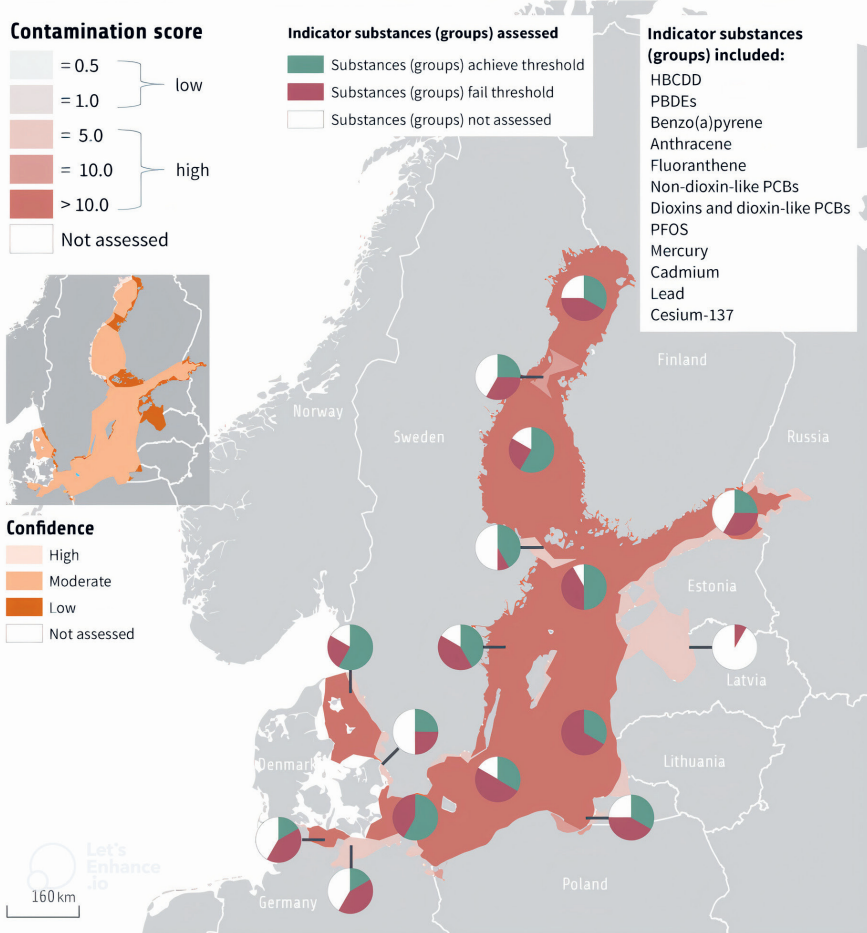 Contamination score
= 0.5
= 1.0
low
= 5.0
= 10.0
high
> 10.0
Not assessed
Indicator substances (groups) assessed
Substances (groups) achieve threshold
Substances (groups) fail threshold
Substances (groups) not assessed
Indicator substances
(groups) included:
HBCDD
PBDEs
Benzo(a)pyrene
Anthracene
Fluoranthene
Non-dioxin-like PCBs
Dioxins and dioxin-like PCBs
PFOS
Mercury
Cadmium
Lead
Cesium-137
Finland
Norway
Sweden
Russia
Confidence
High
Moderate
Low
Not assessed
Estonia
Latvia
Lithuania
Denmark
Poland
Germany
Let's
Enhance
.io
160 km